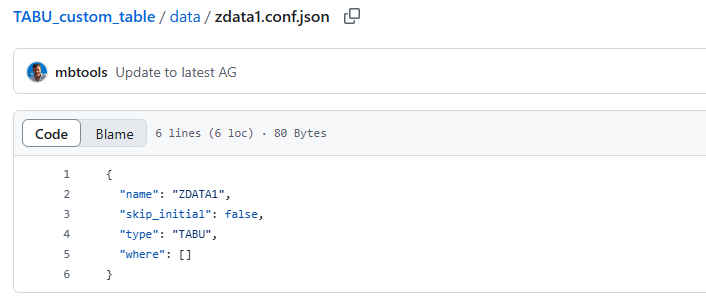 TABU_custom_table / data / zdata1.conf.json
mbtools Update to latest AG
Code Blame 6 lines (6 loc) · 80 Bytes
1 {
2 "name": "ZDATA1",
3 "skip_initial": false,
4 "type": "TABU",
5 "where": []
6 }